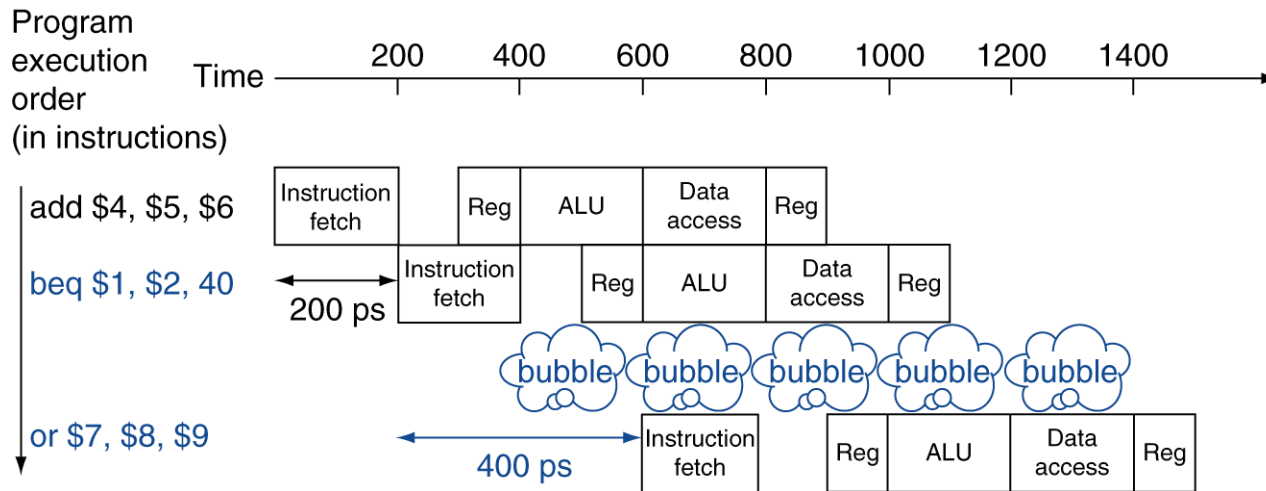 Program
execution
order
(in instructions)
Time
200 400 600 800 1000 1200 1400
add $4, $5, $6
Instruction
fetch
Reg
ALU
Data
access
Reg
beq $1, $2, 40
200 ps
Instruction
fetch
Reg
ALU
Data
access
Reg
bubble bubble bubble bubble bubble
or $7, $8, $9
400 ps
Instruction
fetch
Reg
ALU
Data
access
Reg